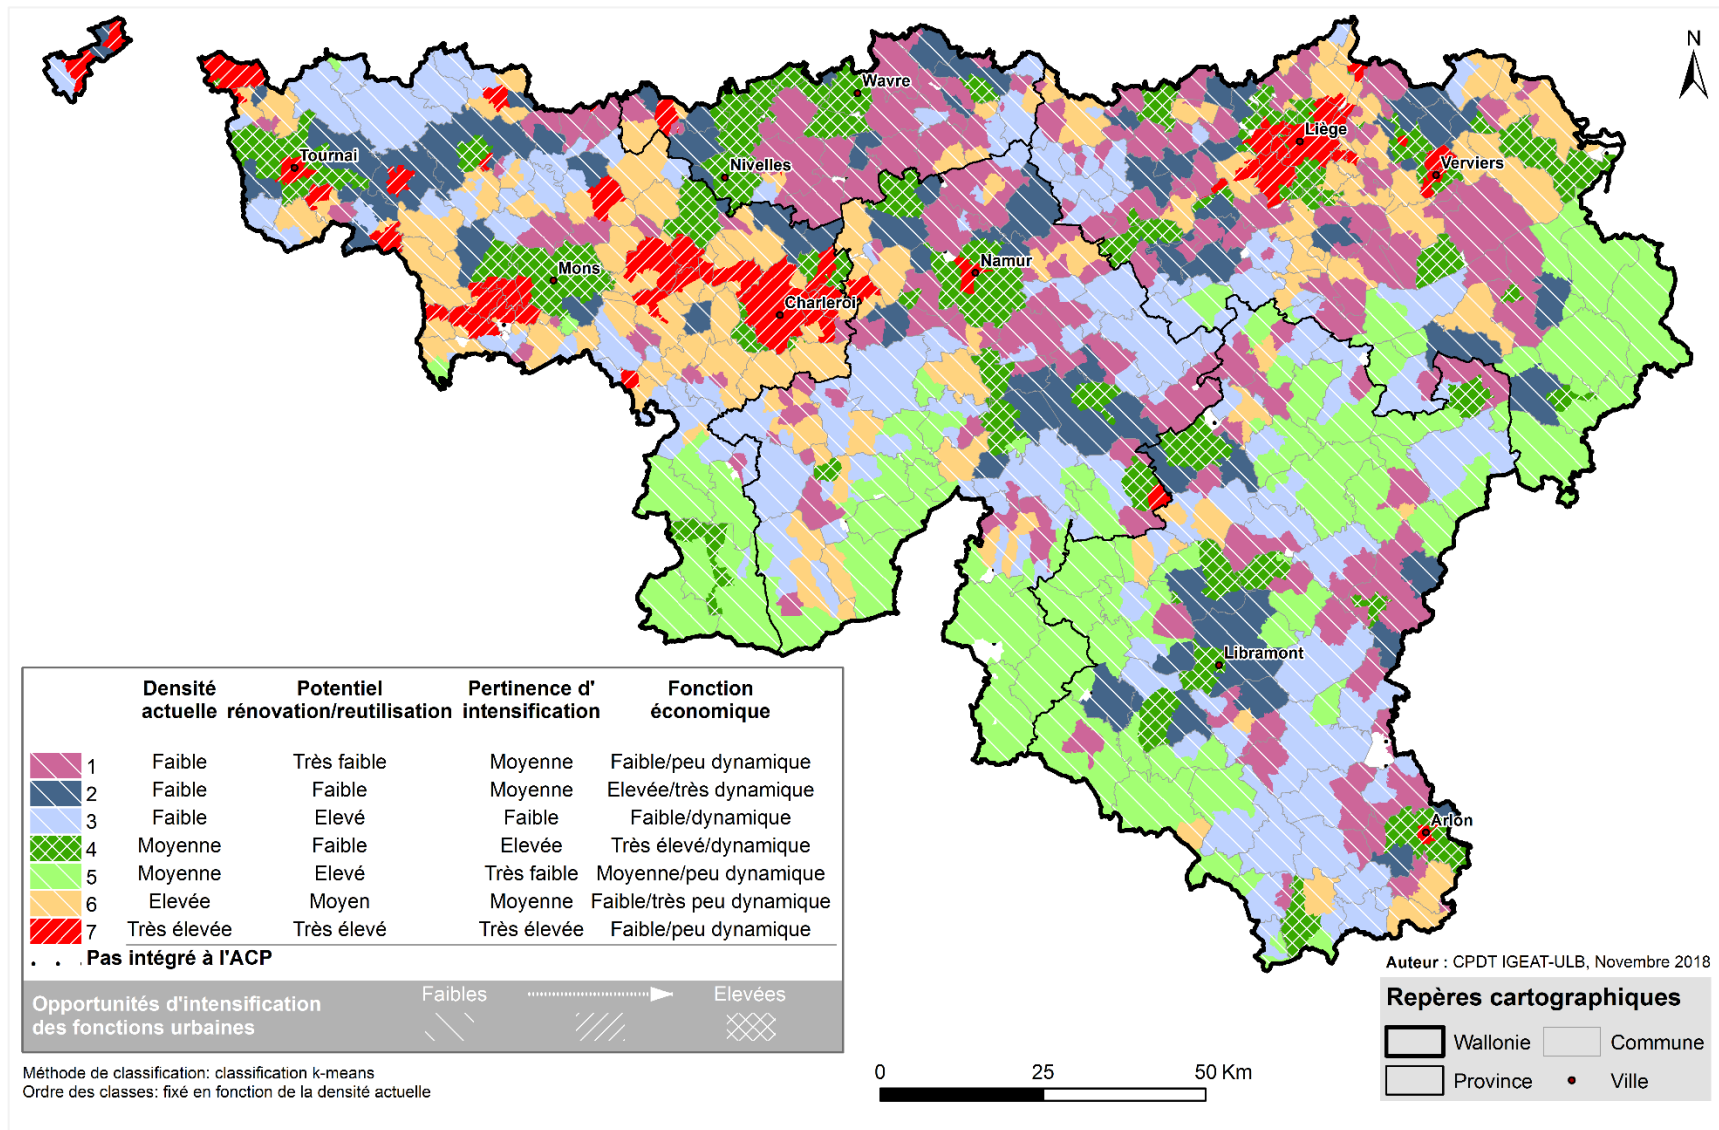 N
Wavre
Liège
Tournai
Verviers
Nivelles
Namur
Mons
Charleroi
Libramont
Arlon
Densité actuelle
Potentiel rénovation/reutilisation
Pertinence d' intensification
Fonction économique
1 Faible Très faible Moyenne Faible/peu dynamique
2 Faible Faible Moyenne Elevée/très dynamique
3 Faible Elevé Faible Faible/dynamique
4 Moyenne Faible Elevée Très élevé/dynamique
5 Moyenne Elevé Très faible Moyenne/peu dynamique
6 Elevée Moyen Moyenne Faible/très peu dynamique
7 Très élevée Très élevé Très élevée Faible/peu dynamique
Pas intégré à l'ACP
Opportunités d'intensification
des fonctions urbaines
Faibles Elevées
Méthode de classification: classification k-means
Ordre des classes: fixé en fonction de la densité actuelle
0 25 50 Km
Auteur : CPDT IGEAT-ULB, Novembre 2018
Repères cartographiques
Wallonie Commune
Province Ville